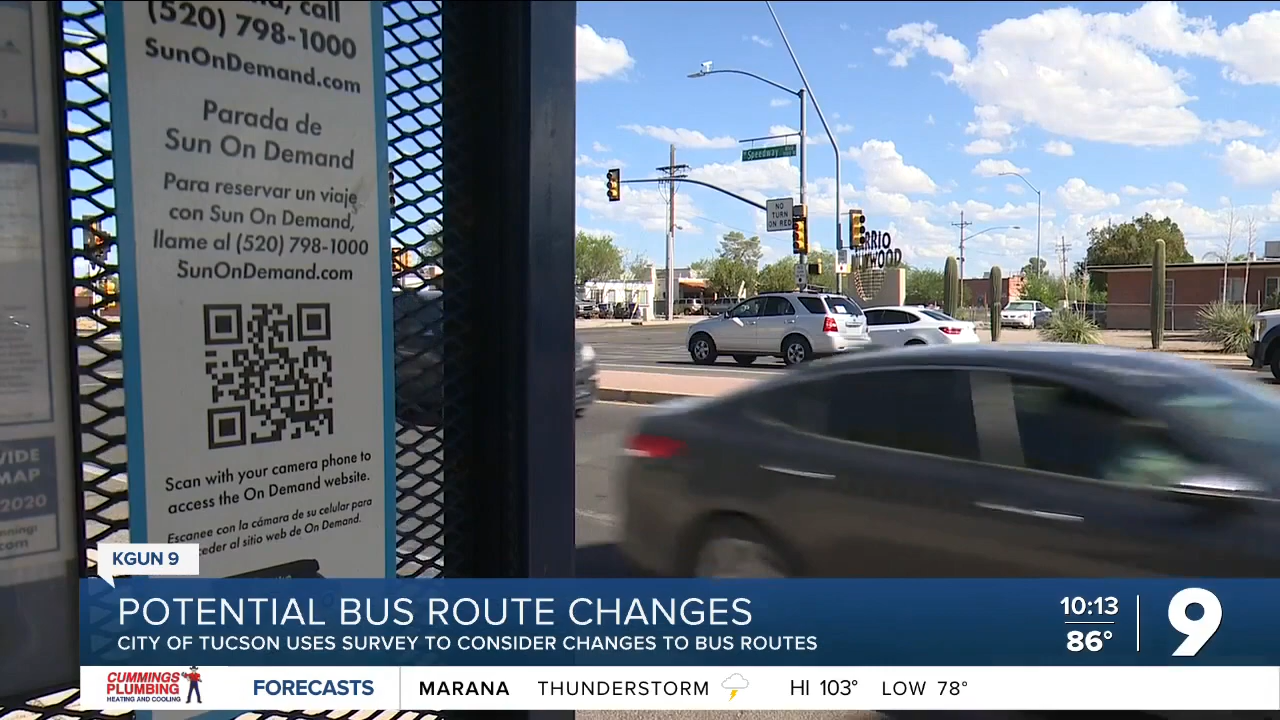 , call
(520) 798-1000
SunOnDemand.com
Parada de
Sun On Demand
Para reservar un viaje
con Sun On Demand,
llame al (520) 798-1000
SunOnDemand.com
Scan with your camera phone to
access the On Demand website.
Escanee con la cámara de su celular para
al sitio web de On Demand.
MAP
2020
Speedway
NO
TURN
ON RED
KGUN 9
POTENTIAL BUS ROUTE CHANGES
CITY OF TUCSON USES SURVEY TO CONSIDER CHANGES TO BUS ROUTES
10:13
86°
9
CUMMINGS
PLUMBING
HEATING AND COOLING
FORECASTS
MARANA THUNDERSTORM HI 103° LOW 78°